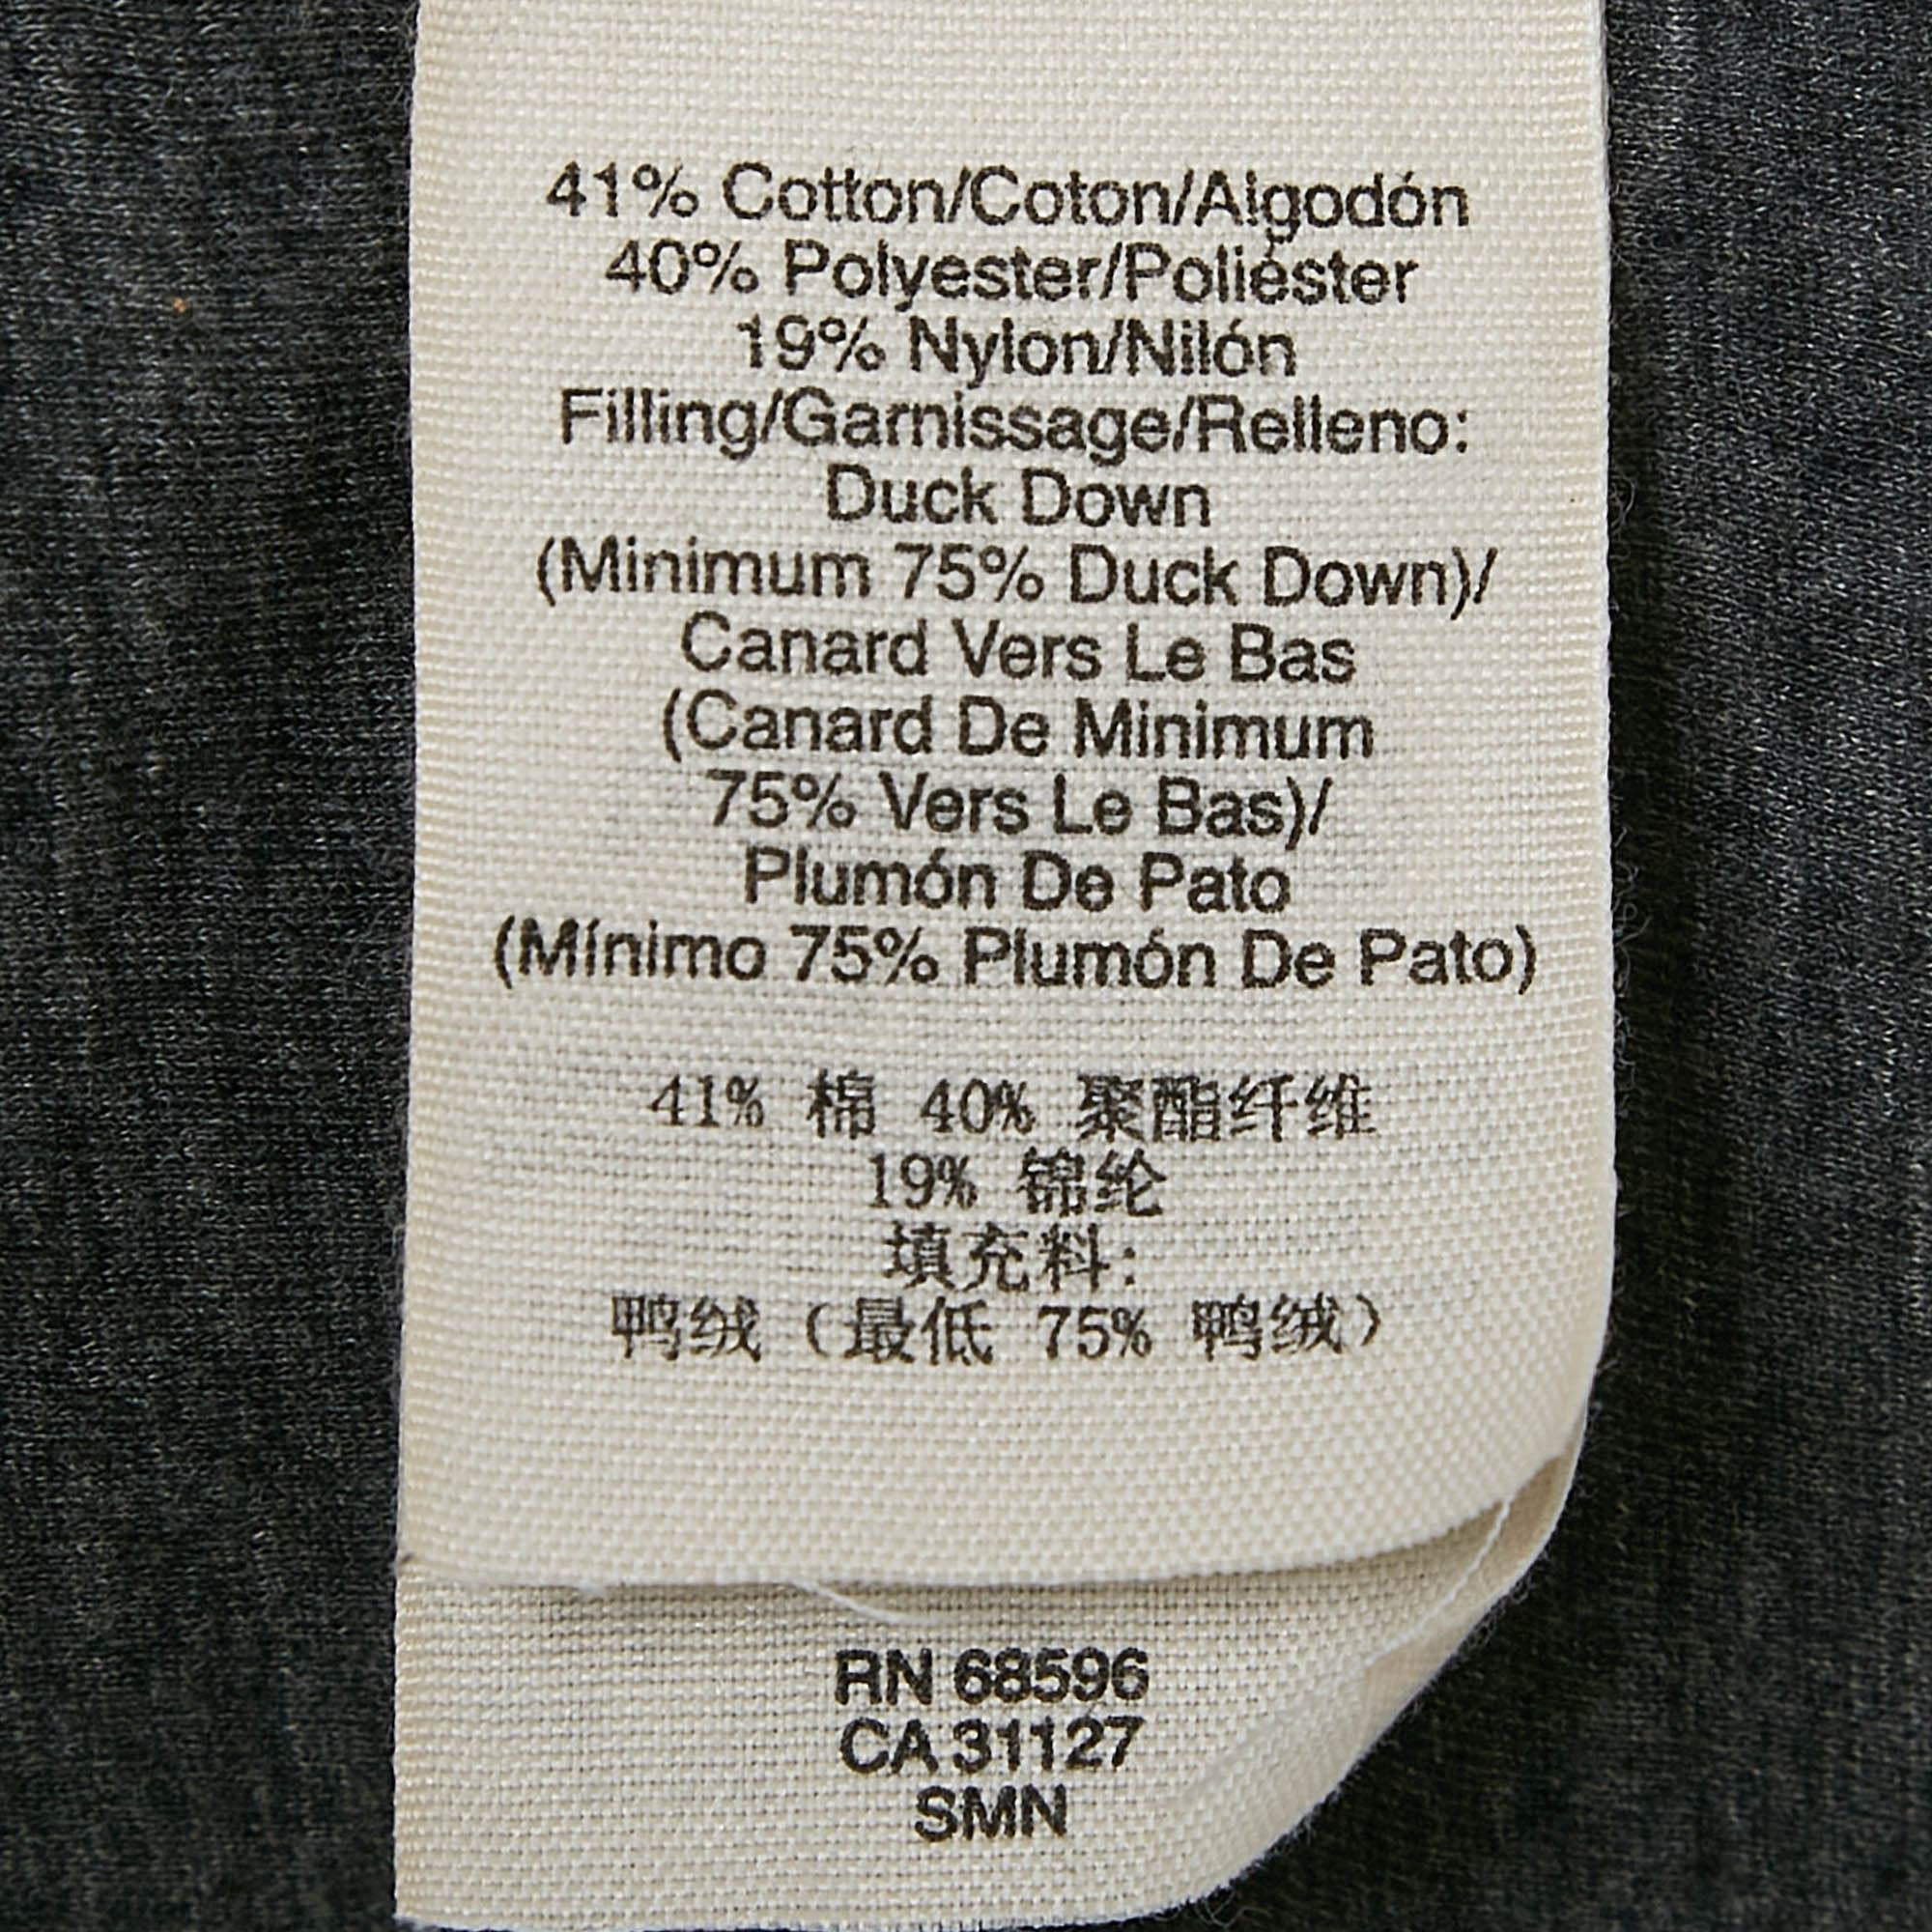 41% Cotton/Coton/Algodón
40% Polyester/Poliéster
19% Nylon/Nilón
Filling/Garnissage/Relleno:
Duck Down
(Minimum 75% Duck Down)/
Canard Vers Le Bas
(Canard De Minimum
75% Vers Le Bas)/
Plumón De Pato
(Mínimo 75% Plumón De Pato)
41% 棉 40% 聚酯纤维
19% 锦纶
填充料:
鸭绒（最低 75% 鸭绒）
RN 68596
CA 31127
SMN